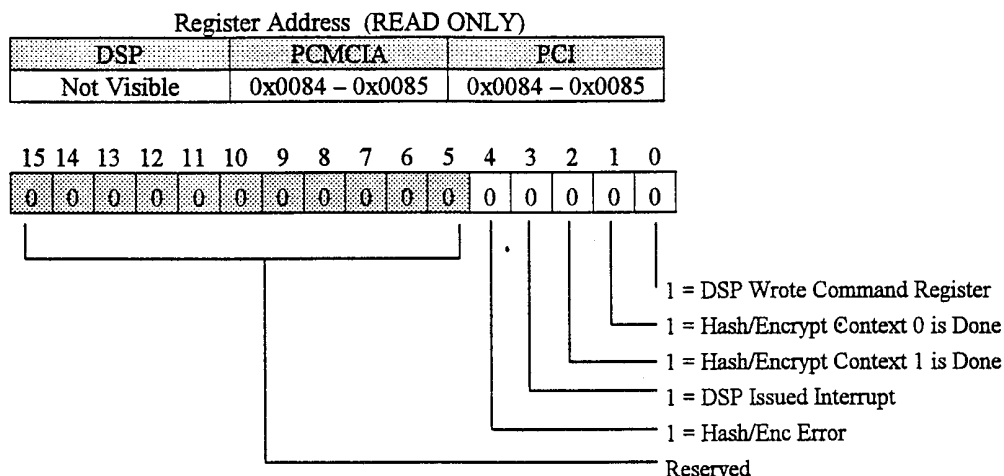 Register Address (READ ONLY)
DSP PCMCIA PCI
Not Visible 0x0084 – 0x0085 0x0084 – 0x0085
15 14 13 12 11 10 9 8 7 6 5 4 3 2 1 0
0 0 0 0 0 0 0 0 0 0 0 0 0 0 0 0
1 = DSP Wrote Command Register
1 = Hash/Encrypt Context 0 is Done
1 = Hash/Encrypt Context 1 is Done
1 = DSP Issued Interrupt
1 = Hash/Enc Error
Reserved